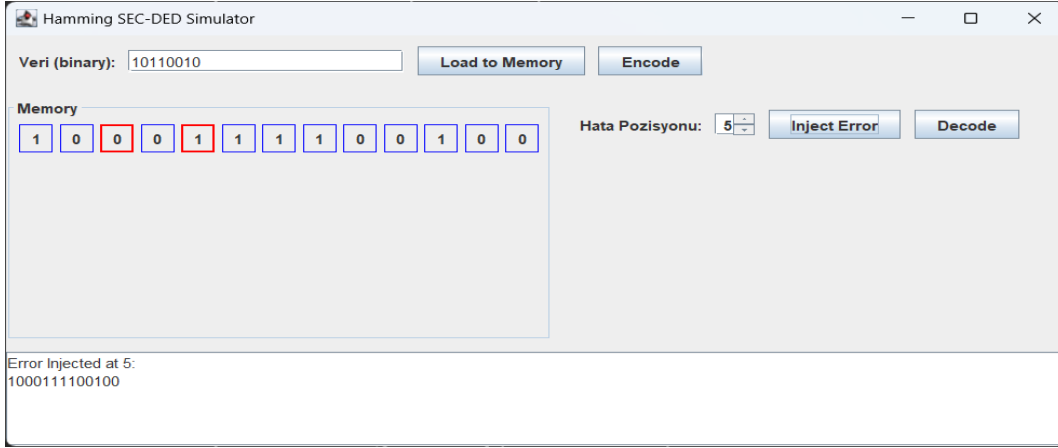 Hamming SEC-DED Simulator
Veri (binary): 10110010 Load to Memory Encode
Memory
1 0 0 0 1 1 1 1 0 0 1 0 0
Hata Pozisyonu: 5 Inject Error Decode
Error Injected at 5:
1000111100100